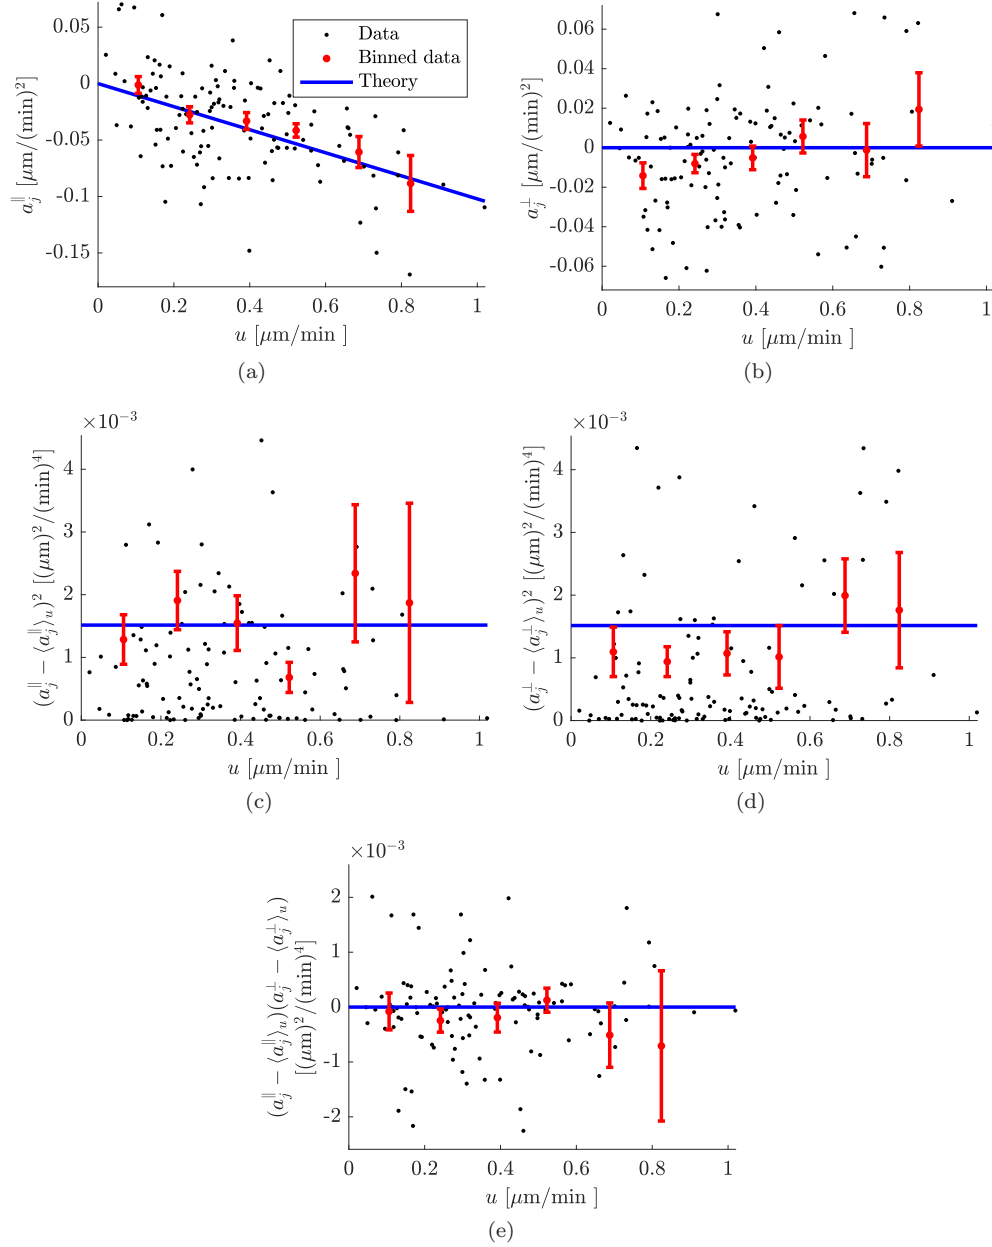 0.05
0
-0.05
-0.1
-0.15
a_j^∥ [μm/(min)^2]
Data
Binned data
Theory
0 0.2 0.4 0.6 0.8 1
u [μm/min ]
(a)
0.06
0.04
0.02
0
-0.02
-0.04
-0.06
a_j^⊥ [μm/(min)^2]
0 0.2 0.4 0.6 0.8 1
u [μm/min ]
(b)
×10^−3
4
3
2
1
0
(a_j^∥ − ⟨a_j^∥⟩_u)^2 [(μm)^2/(min)^4]
0 0.2 0.4 0.6 0.8 1
u [μm/min ]
(c)
×10^−3
4
3
2
1
0
(a_j^⊥ − ⟨a_j^⊥⟩_u)^2 [(μm)^2/(min)^4]
0 0.2 0.4 0.6 0.8 1
u [μm/min ]
(d)
×10^−3
2
1
0
-1
-2
(a_j^∥ − ⟨a_j^∥⟩_u)(a_j^⊥ − ⟨a_j^⊥⟩_u)
[(μm)^2/(min)^4]
0 0.2 0.4 0.6 0.8 1
u [μm/min ]
(e)